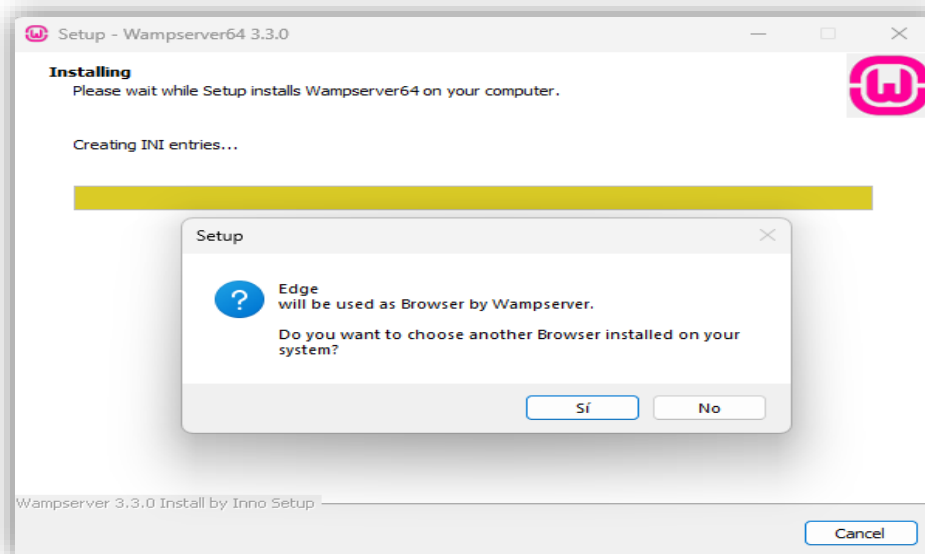 Setup - Wampserver64 3.3.0
Installing
Please wait while Setup installs Wampserver64 on your computer.
Creating INI entries...
Setup
Edge
will be used as Browser by Wampserver.
Do you want to choose another Browser installed on your
system?
Sí No
Wampserver 3.3.0 Install by Inno Setup
Cancel